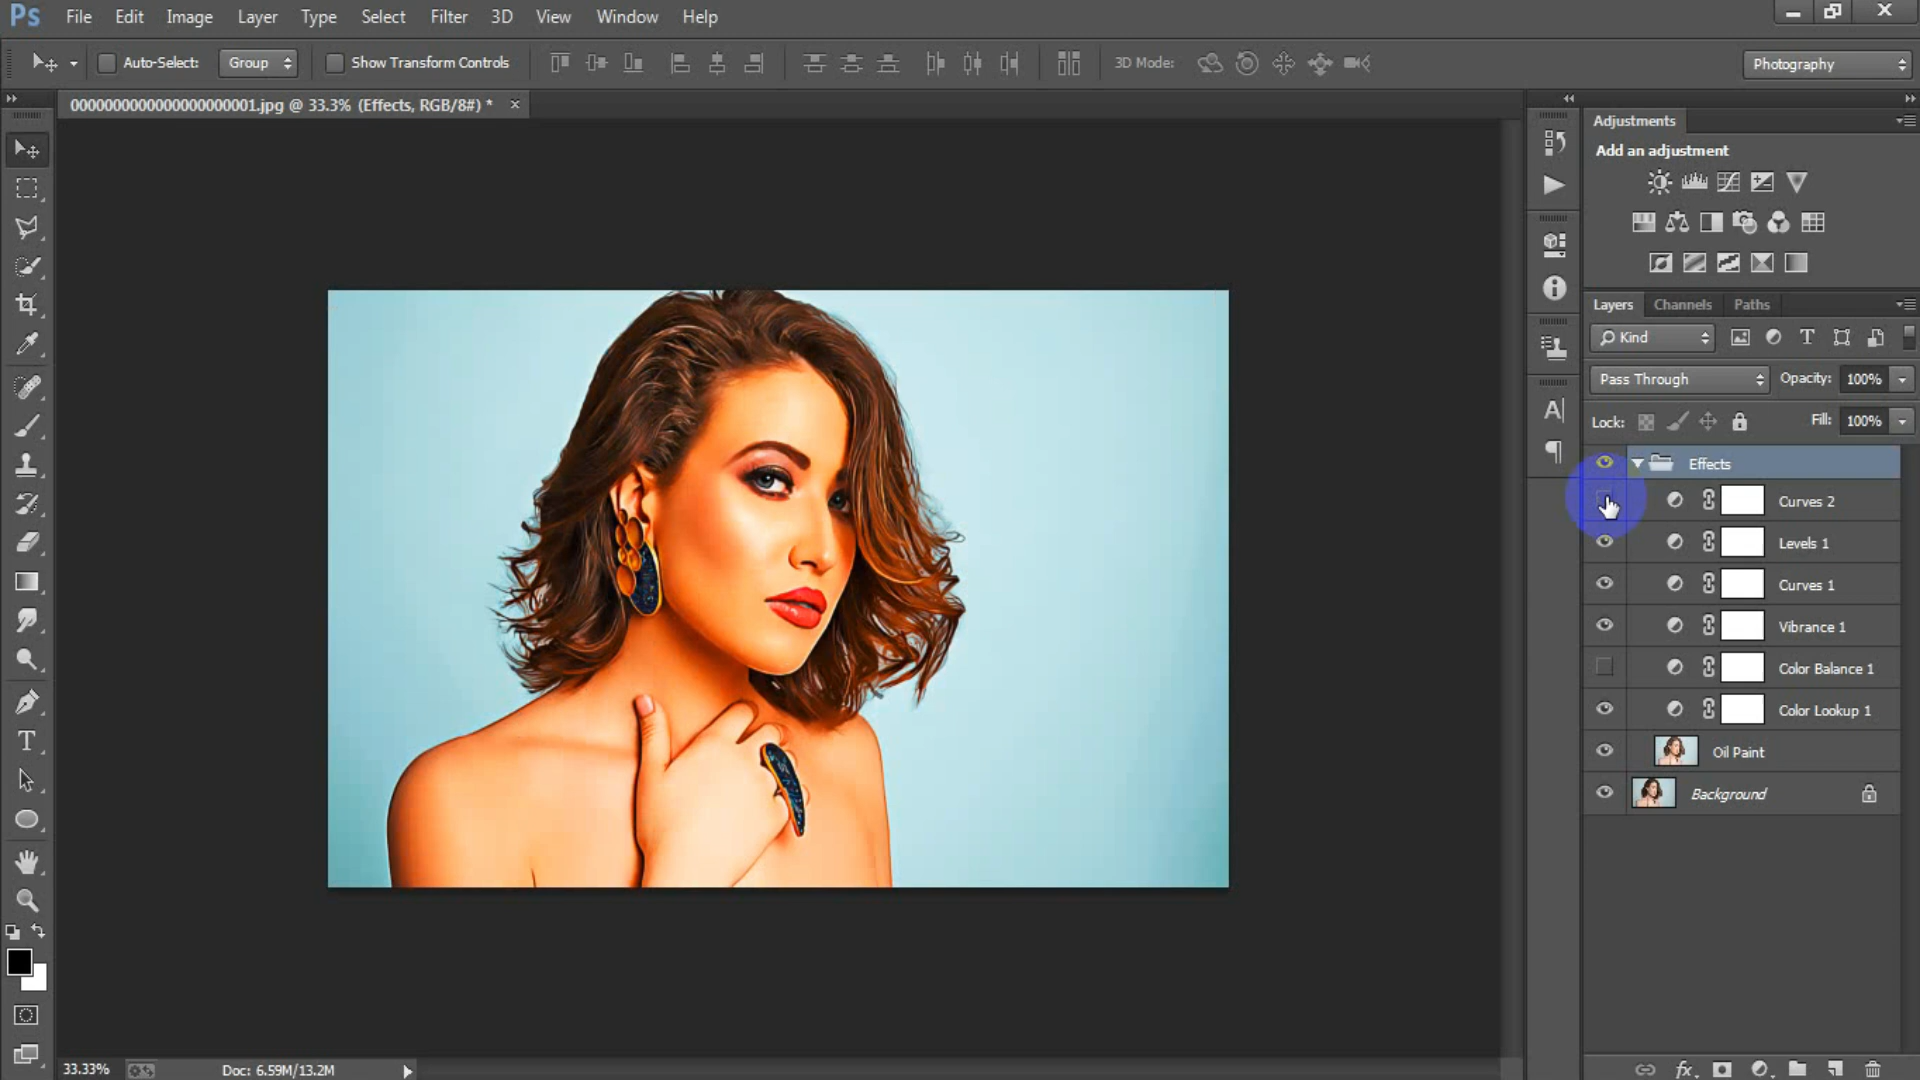 Ps File Edit Image Layer Type Select Filter 3D View Window Help
Auto-Select: Group Show Transform Controls 3D Mode: Photography
0000000000000000000001.jpg @ 33.3% (Effects, RGB/8#) *
Adjustments
Add an adjustment
Layers Channels Paths
Kind
Pass Through Opacity: 100%
Lock: Fill: 100%
Effects
Curves 2
Levels 1
Curves 1
Vibrance 1
Color Balance 1
Color Lookup 1
Oil Paint
Background
33.33% Doc: 6.59M/13.2M
fx